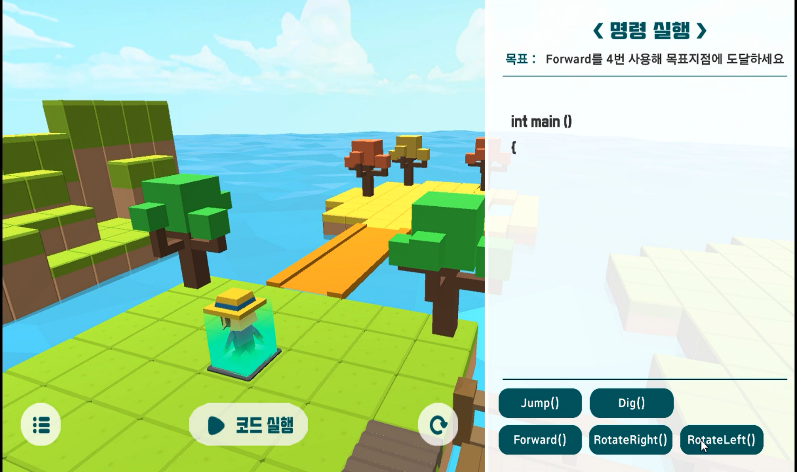 < 명령 실행 >
목표 : Forward를 4번 사용해 목표지점에 도달하세요
int main ()
{
Jump() Dig()
Forward() RotateRight() RotateLeft()
코드 실행